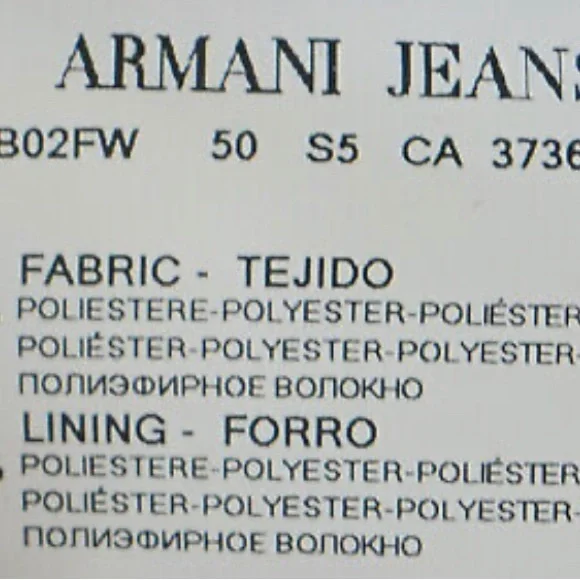 ARMANI JEANS
B02FW 50 S5 CA 3736
FABRIC - TEJIDO
POLIESTERE-POLYESTER-POLIÉSTER
POLIÉSTER-POLYESTER-POLYESTER-
ПОЛИЭФИРНОЕ ВОЛОКНО
LINING - FORRO
POLIESTERE-POLYESTER-POLIÉSTER
POLIÉSTER-POLYESTER-POLYESTER-
ПОЛИЭФИРНОЕ ВОЛОКНО